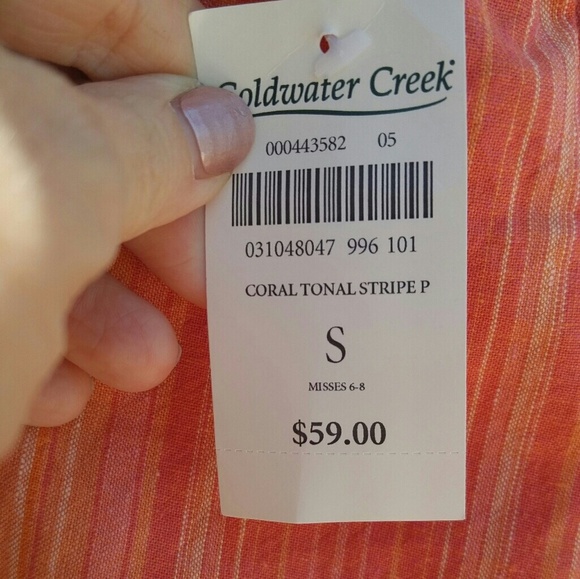 Coldwater Creek
000443582 05
031048047 996 101
CORAL TONAL STRIPE P
S
MISSES 6-8
$59.00